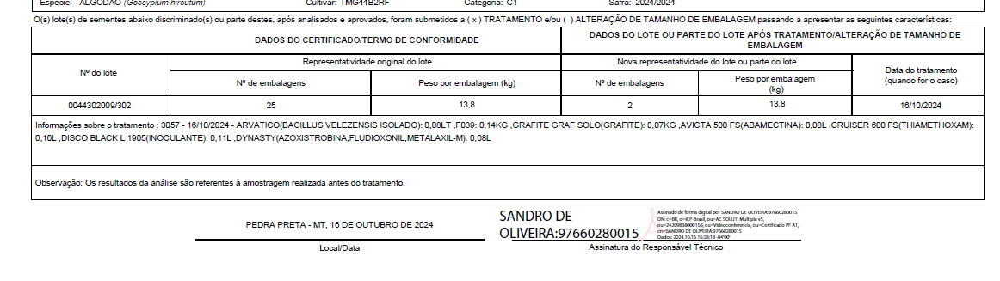 Espécie: ALGODÃO (Gossypium hirsutum) Cultivar: TMG44B2RF Categoria: C1 Safra: 2024/2024
O(s) lote(s) de sementes abaixo discriminado(s) ou parte destes, após analisados e aprovados, foram submetidos a ( x ) TRATAMENTO e/ou ( ) ALTERAÇÃO DE TAMANHO DE EMBALAGEM passando a apresentar as seguintes características:
DADOS DO CERTIFICADO/TERMO DE CONFORMIDADE
DADOS DO LOTE OU PARTE DO LOTE APÓS TRATAMENTO/ALTERAÇÃO DE TAMANHO DE
EMBALAGEM
Nº do lote
Representatividade original do lote
Nova representatividade do lote ou parte do lote
Data do tratamento
(quando for o caso)
Nº de embalagens
Peso por embalagem (kg)
Nº de embalagens
Peso por embalagem
(kg)
0044302009/302 25 13,8 2 13,8 16/10/2024
Informações sobre o tratamento : 3057 - 16/10/2024 - ARVATICO(BACILLUS VELEZENSIS ISOLADO): 0,08LT ,F039: 0,14KG ,GRAFITE GRAF SOLO(GRAFITE): 0,07KG ,AVICTA 500 FS(ABAMECTINA): 0,08L ,CRUISER 600 FS(THIAMETHOXAM):
0,10L ,DISCO BLACK L 1905(INOCULANTE): 0,11L ,DYNASTY(AZOXISTROBINA,FLUDIOXONIL,METALAXIL-M): 0,08L
Observação: Os resultados da análise são referentes à amostragem realizada antes do tratamento.
PEDRA PRETA - MT, 16 DE OUTUBRO DE 2024
Local/Data
SANDRO DE
OLIVEIRA:97660280015
Assinado de forma digital por SANDRO DE OLIVEIRA:97660280015
DN: c=BR, o=ICP-Brasil, ou=AC SOLUTI Multipla v5,
ou=24209838000158, ou=Videoconferencia, ou=Certificado PF A1,
cn=SANDRO DE OLIVEIRA:97660280015
Dados: 2024.10.16 16:28:18 -04'00'
Assinatura do Responsável Técnico